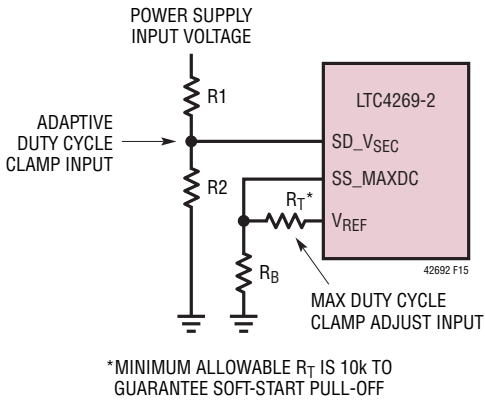 POWER SUPPLY
INPUT VOLTAGE
R1
LTC4269-2
ADAPTIVE
DUTY CYCLE
CLAMP INPUT
SD_VSEC
R2
SS_MAXDC
RT*
VREF
RB
42692 F15
MAX DUTY CYCLE
CLAMP ADJUST INPUT
*MINIMUM ALLOWABLE RT IS 10k TO
GUARANTEE SOFT-START PULL-OFF